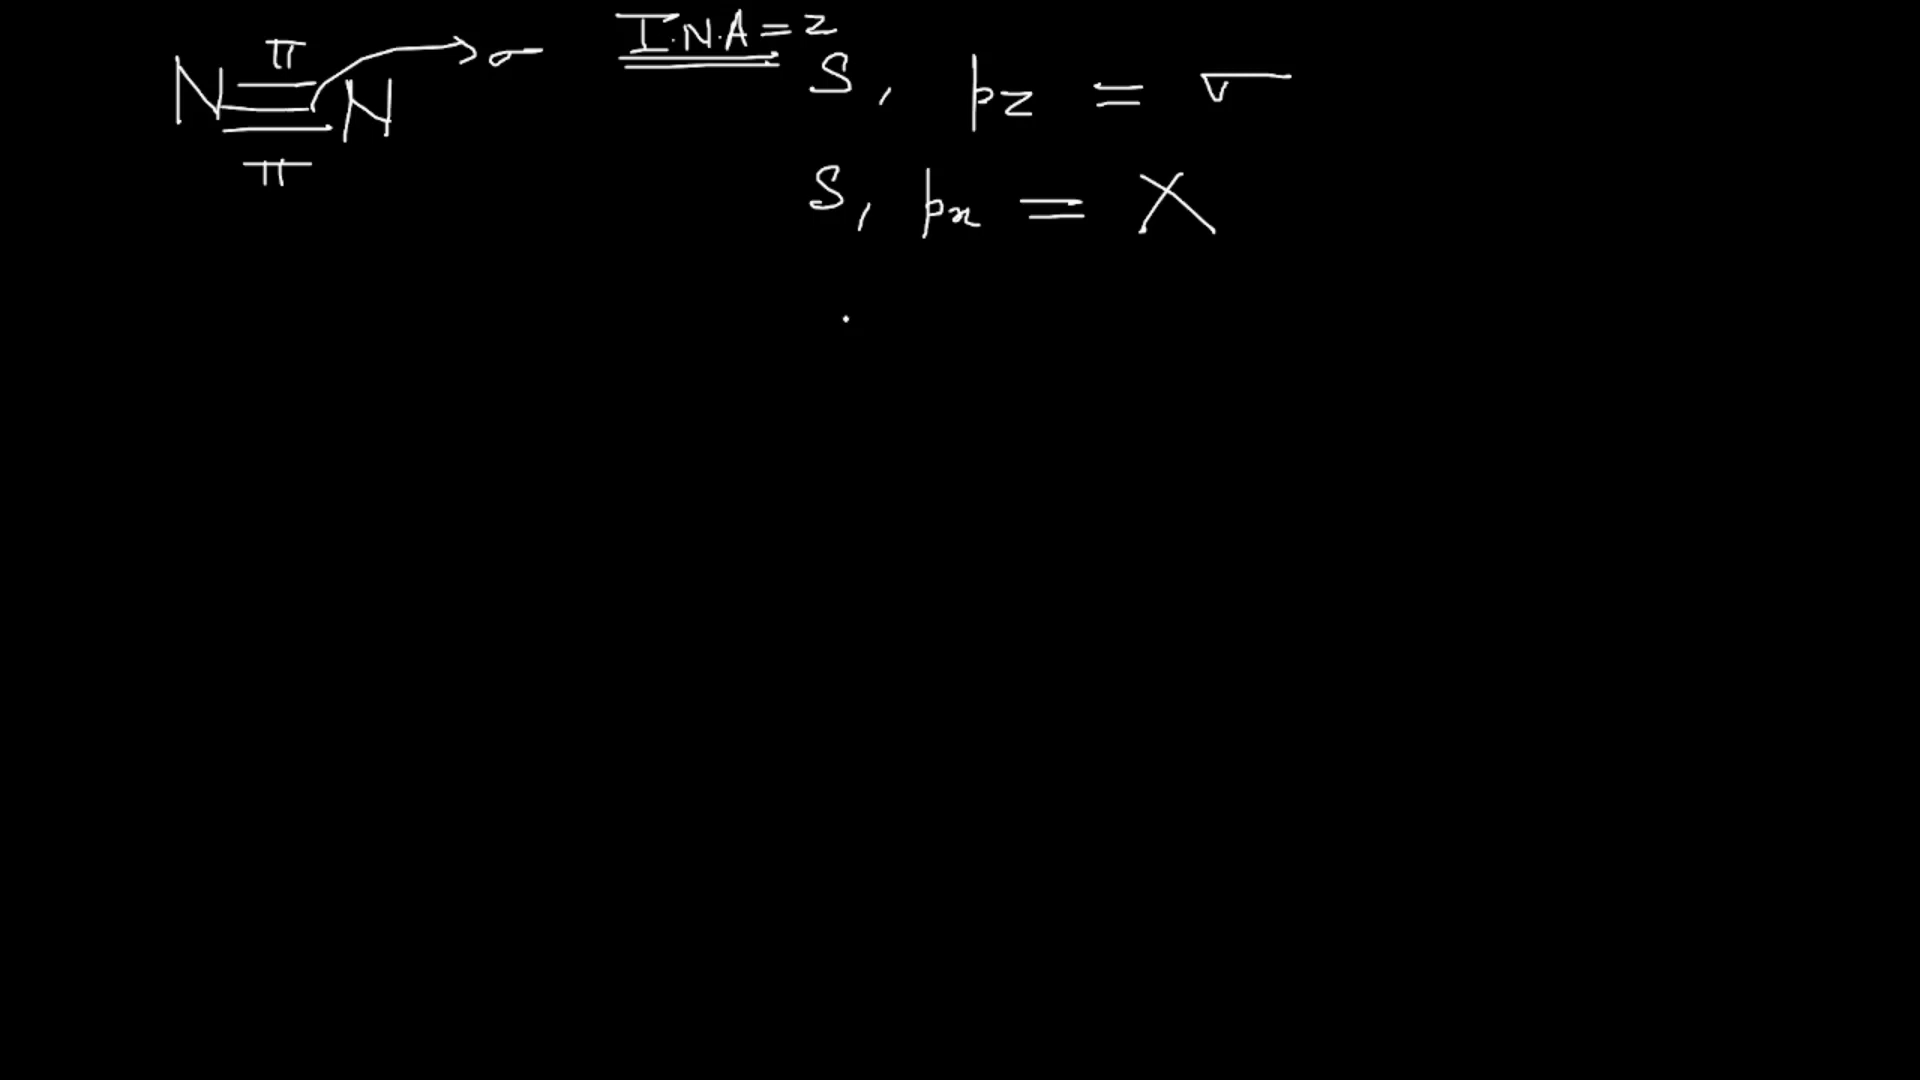 π
N≡N → σ
π
I.N.A = z
S, pz = σ
S, px = X